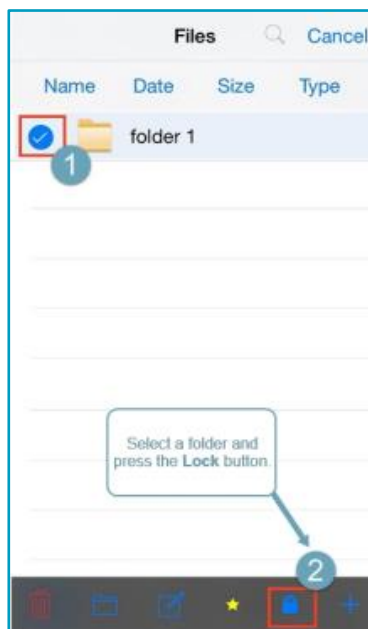 Files Cancel
Name Date Size Type
folder 1
1
Select a folder and
press the Lock button.
2